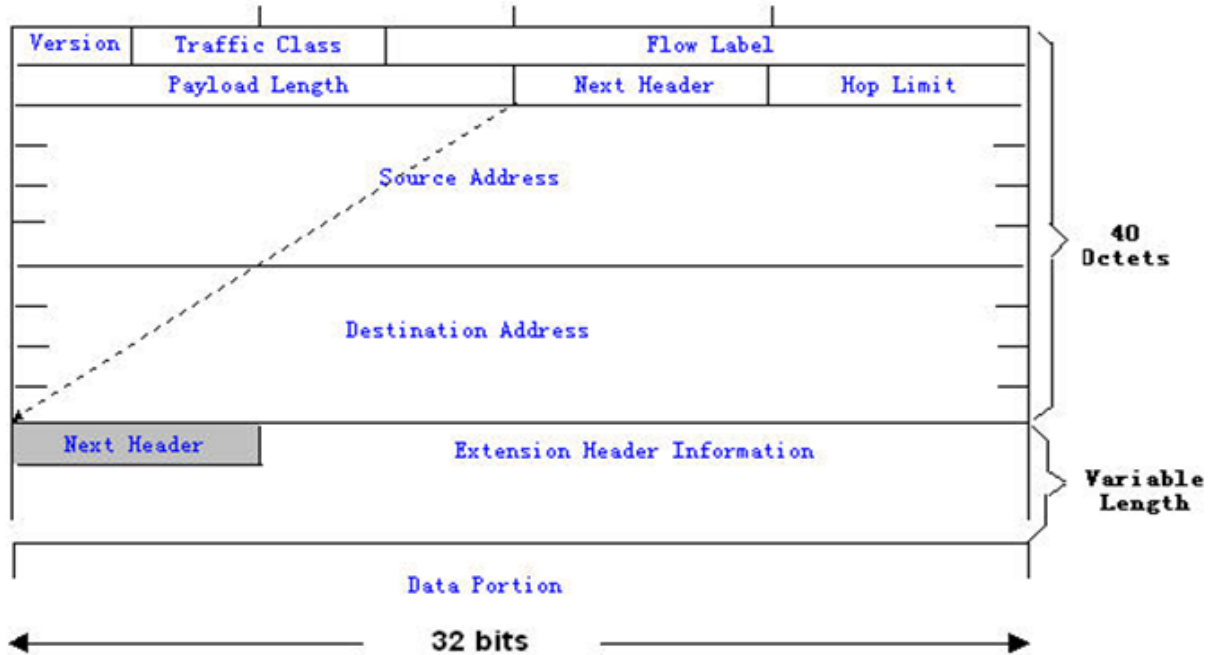 Version Traffic Class Flow Label
Payload Length Next Header Hop Limit
Source Address
40
Octets
Destination Address
Next Header Extension Header Information
Variable
Length
Data Portion
32 bits